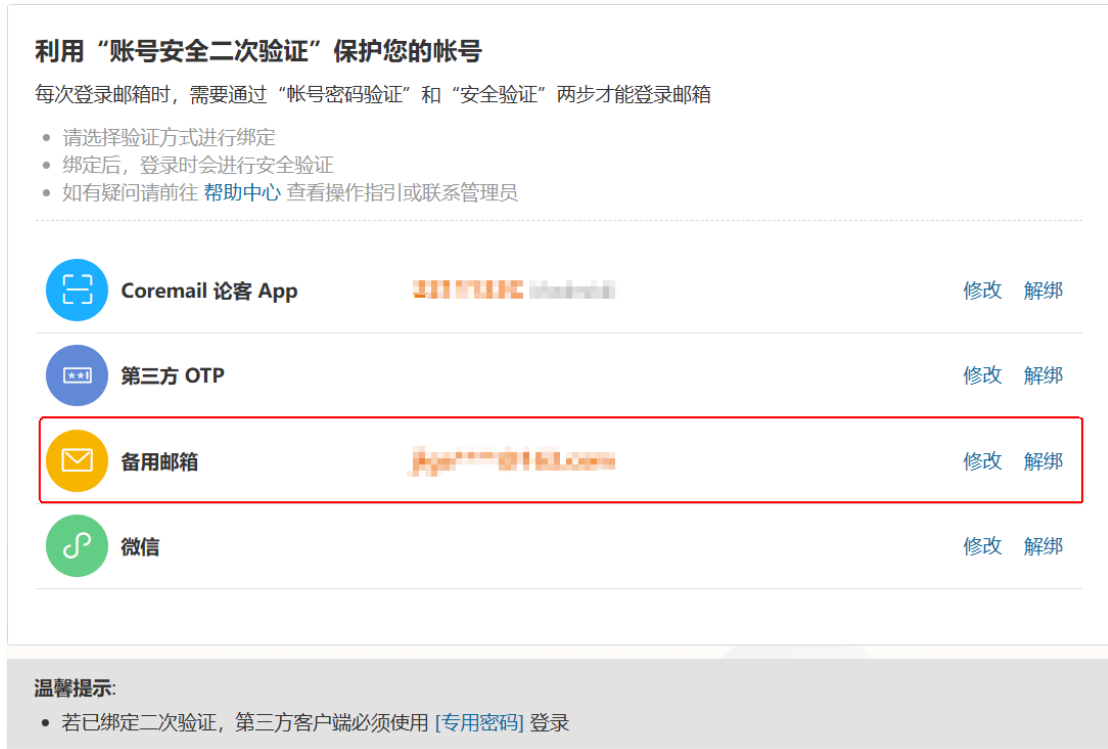 利用“账号安全二次验证”保护您的帐号
每次登录邮箱时，需要通过“帐号密码验证”和“安全验证”两步才能登录邮箱
请选择验证方式进行绑定
绑定后，登录时会进行安全验证
如有疑问请前往 帮助中心 查看操作指引或联系管理员
Coremail 论客 App 修改 解绑
第三方 OTP 修改 解绑
备用邮箱 修改 解绑
微信 修改 解绑
温馨提示:
若已绑定二次验证，第三方客户端必须使用 [专用密码] 登录